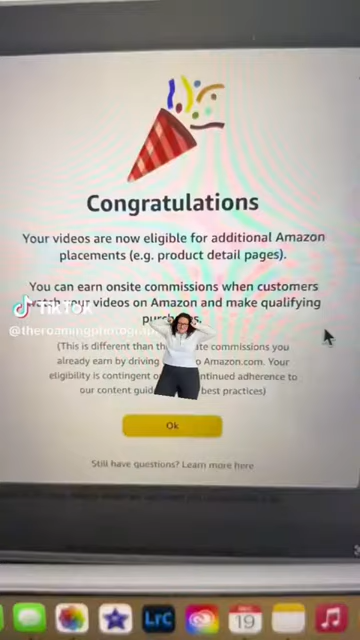 Congratulations
Your videos are now eligible for additional Amazon
placements (e.g. product detail pages).
You can earn onsite commissions when customers
your videos on Amazon and make qualifying
TikTok
@theroamingphotograp
(This is different than commissions you
already earn by driving Amazon.com. Your
eligibility is contingent adherence to
our content best practices)
Ok
Still have questions? Learn more here
LrC
19